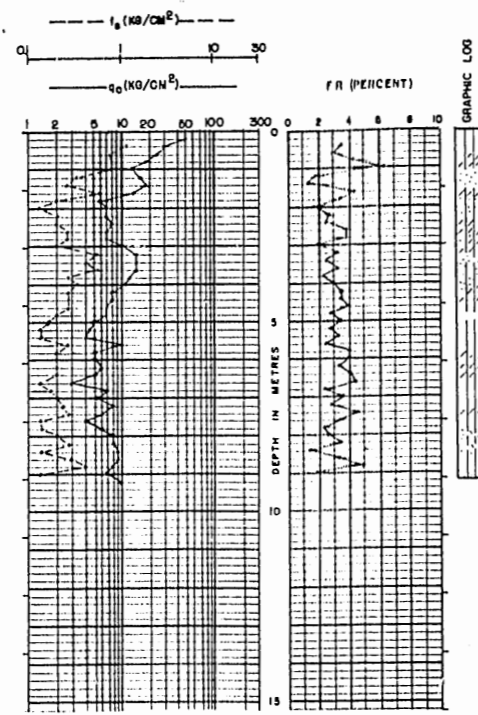 fs (KG/CM²)
0 1 10 30
qc (KG/CM²)
FR (PERCENT)
GRAPHIC LOG
1 2 5 10 20 100 300
0 2 4 6 8 10
0
5
DEPTH IN METRES
10
15